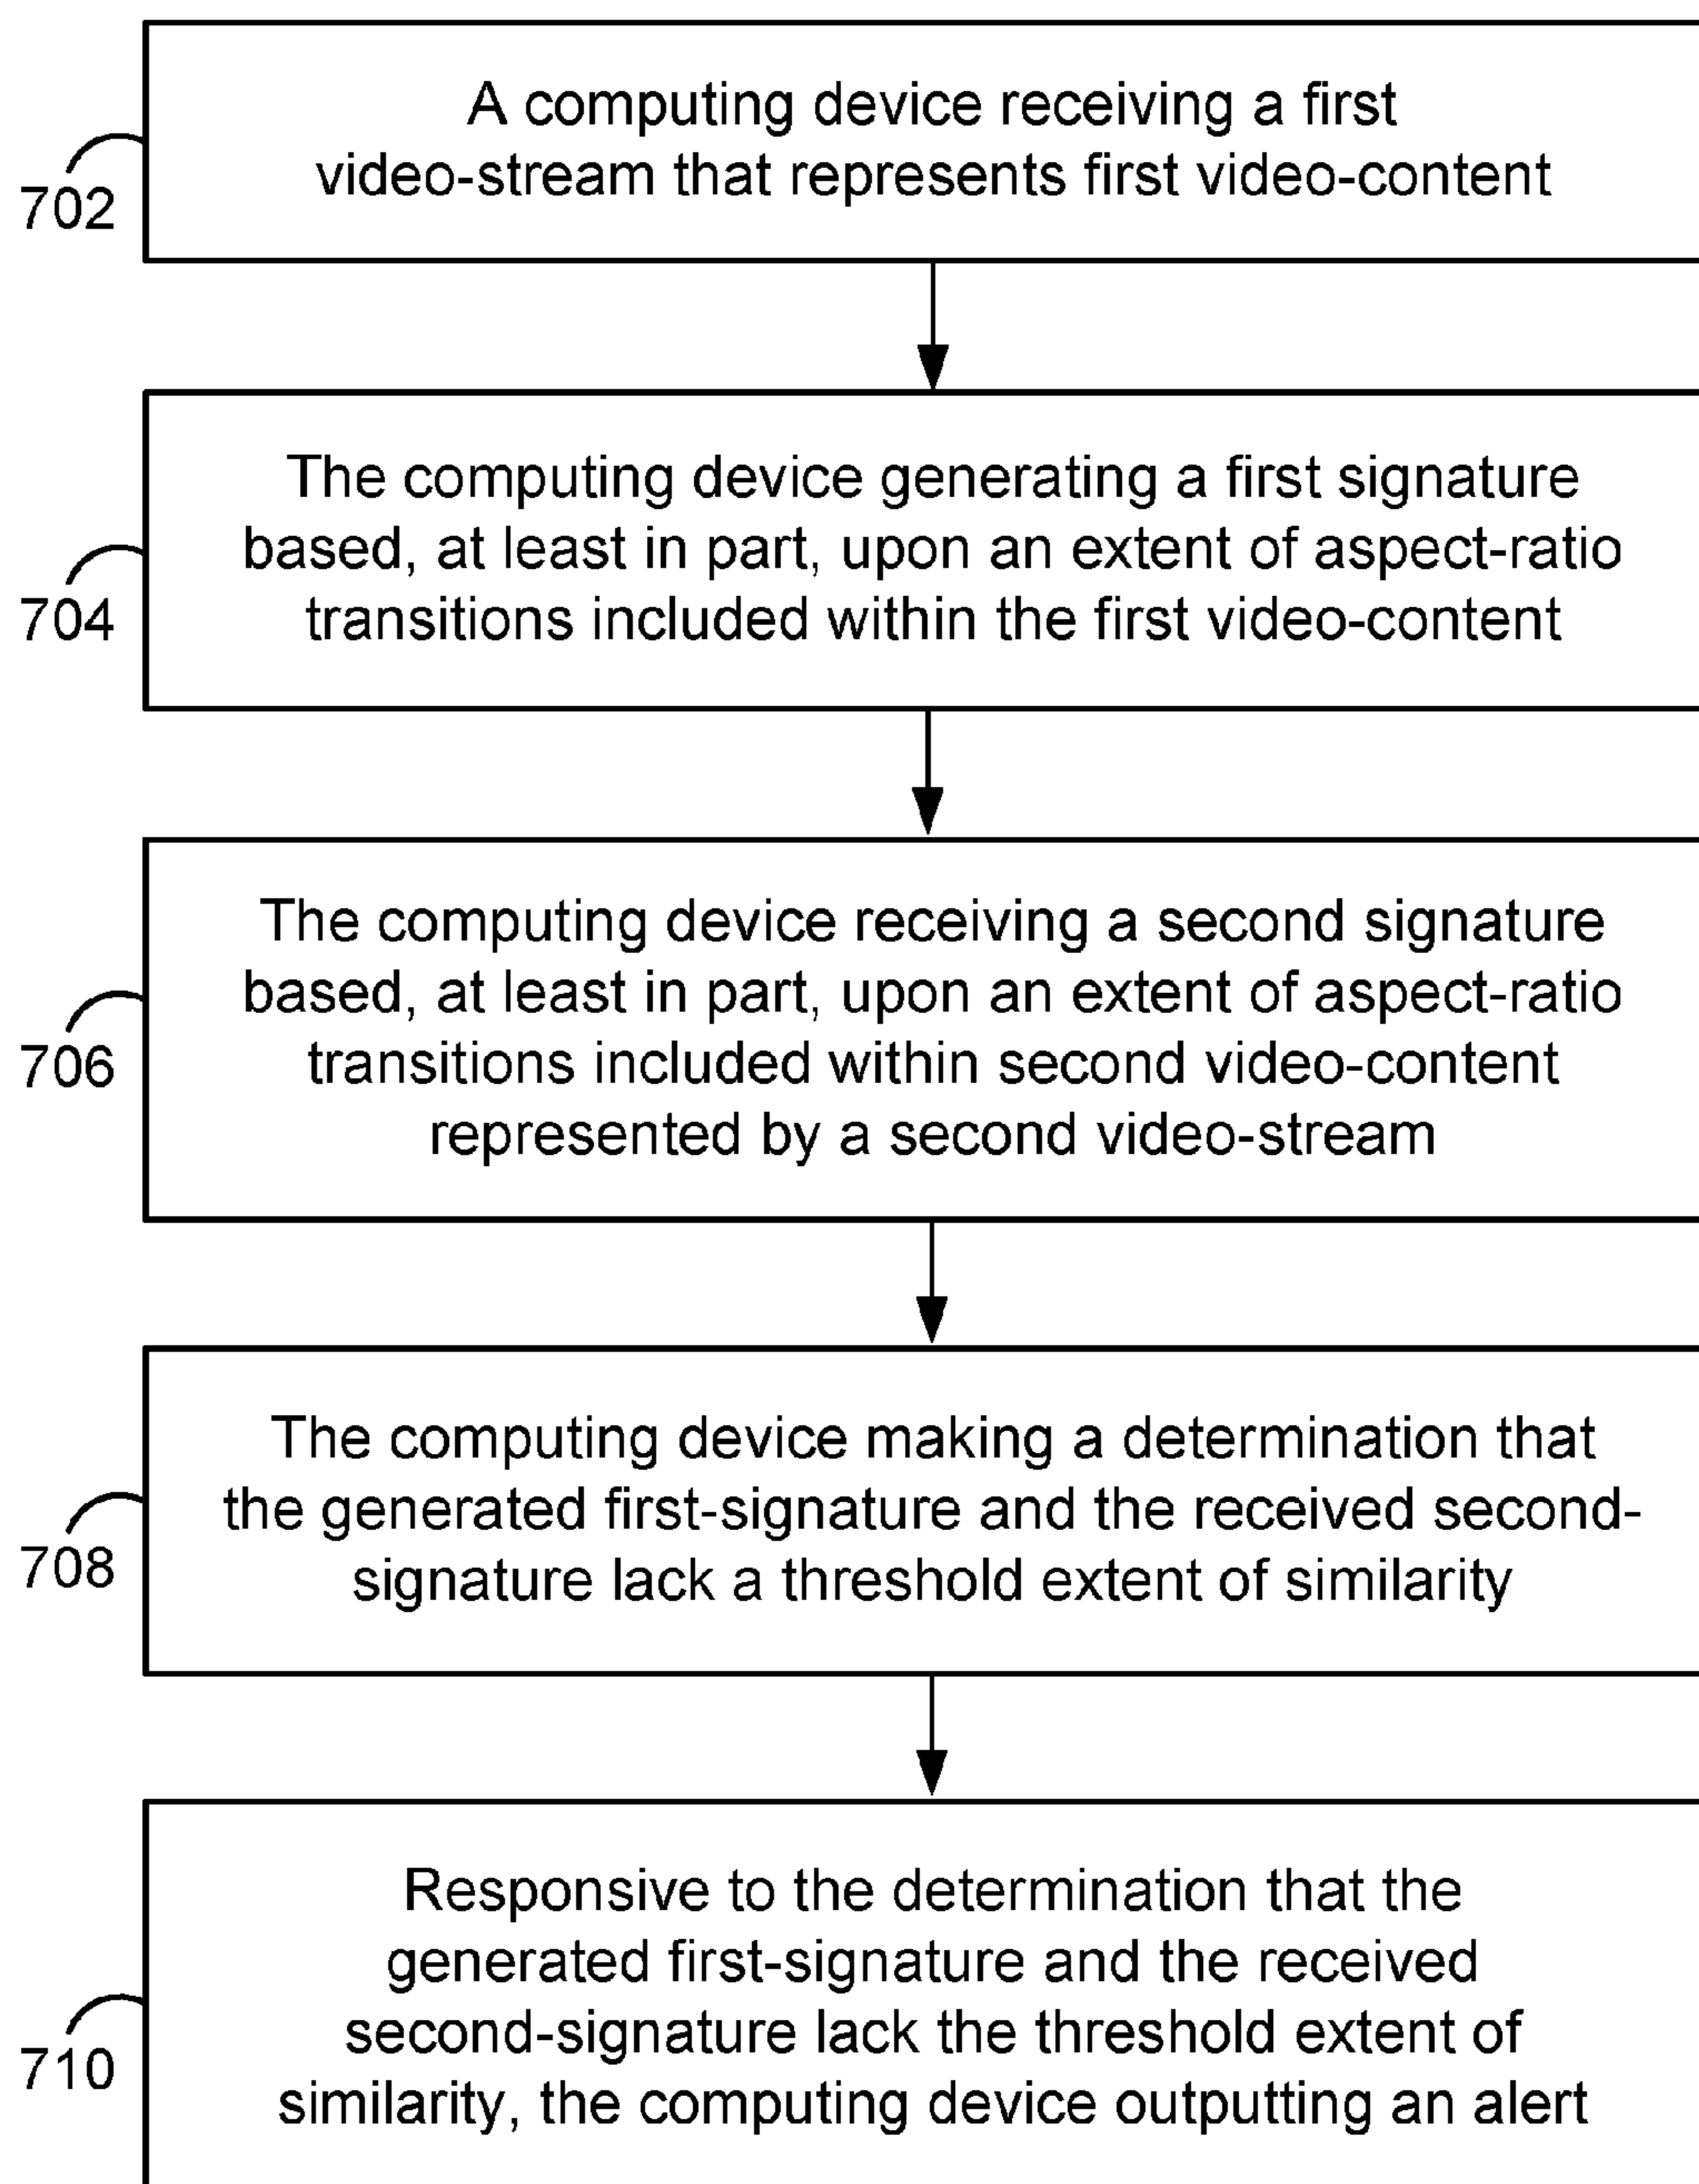 A computing device receiving a first
video-stream that represents first video-content
702
The computing device generating a first signature
based, at least in part, upon an extent of aspect-ratio
transitions included within the first video-content
704
The computing device receiving a second signature
based, at least in part, upon an extent of aspect-ratio
transitions included within second video-content
represented by a second video-stream
706
The computing device making a determination that
the generated first-signature and the received second-
signature lack a threshold extent of similarity
708
Responsive to the determination that the
generated first-signature and the received
second-signature lack the threshold extent of
similarity, the computing device outputting an alert
710